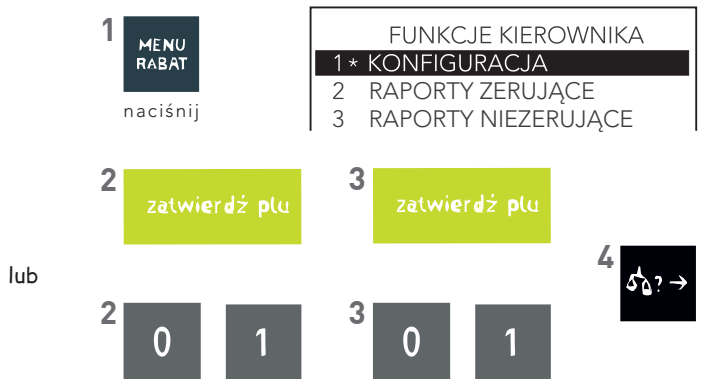 1
MENU
RABAT
naciśnij
FUNKCJE KIEROWNIKA
1* KONFIGURACJA
2 RAPORTY ZERUJĄCE
3 RAPORTY NIEZERUJĄCE
2 zatwierdź plu
3 zatwierdź plu
lub
2 0 1
3 0 1
4 ? →